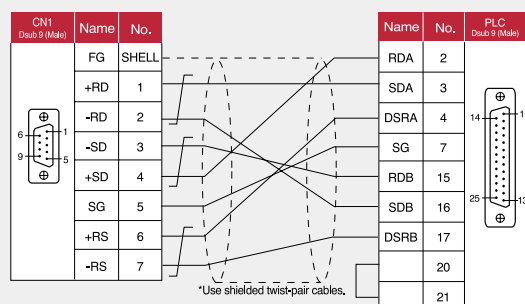 CN1
Dsub 9 (Male)
Name
No.
FG
SHELL
+RD
1
-RD
2
-SD
3
+SD
4
SG
5
+RS
6
-RS
7
6
1
9
5
Name
No.
PLC
Dsub 9 (Male)
RDA
2
SDA
3
DSRA
4
SG
7
RDB
15
SDB
16
DSRB
17
20
21
14
1
25
13
*Use shielded twist-pair cables.